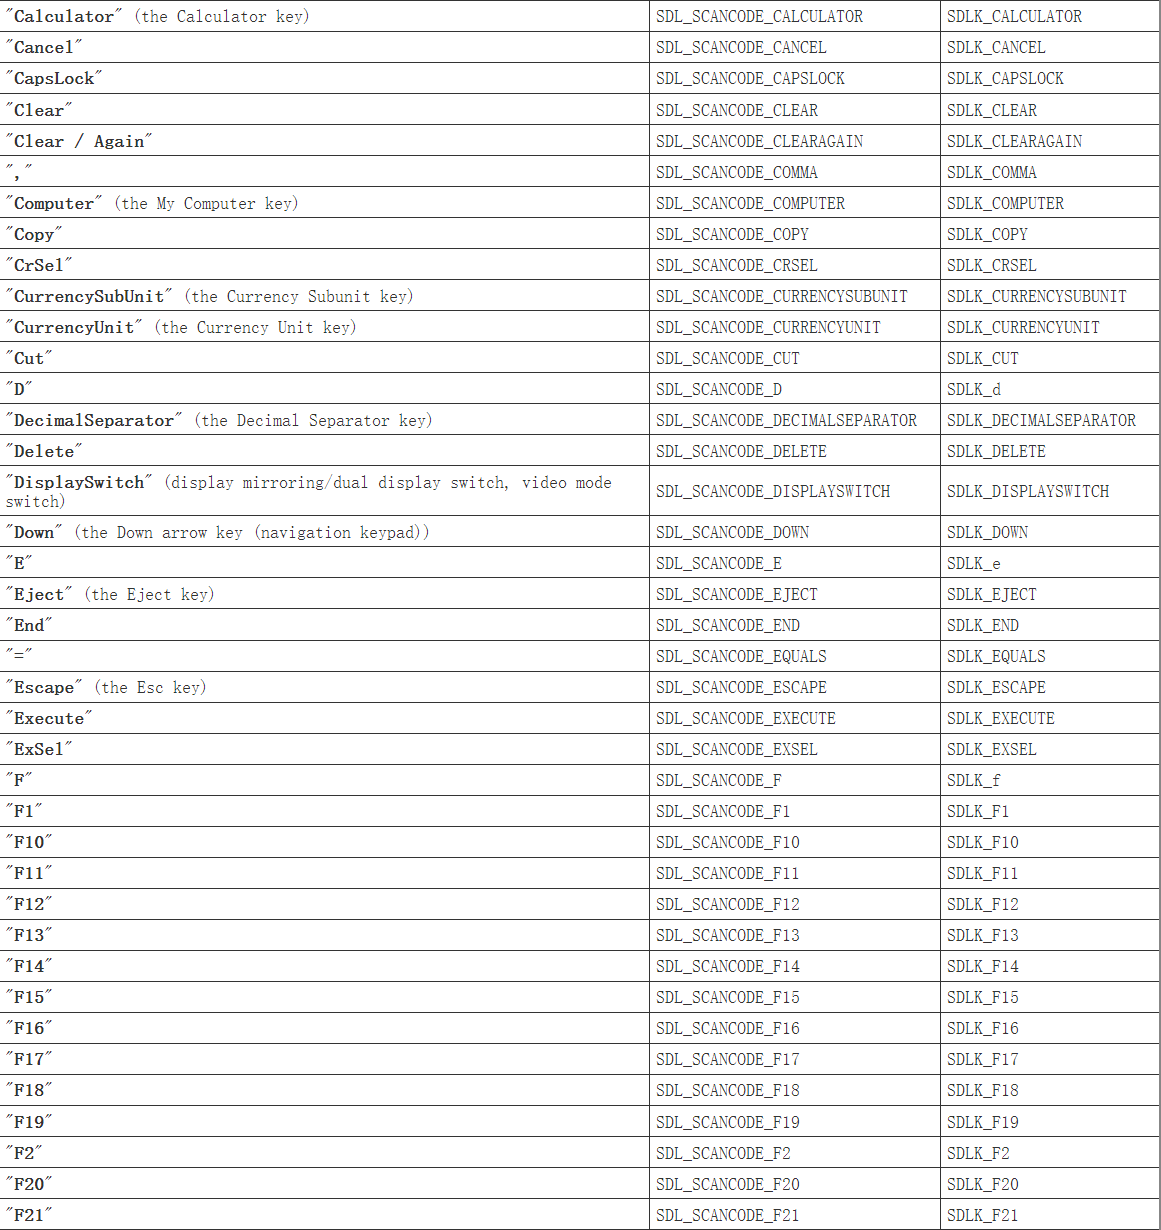 "Calculator" (the Calculator key) SDL_SCANCODE_CALCULATOR SDLK_CALCULATOR
"Cancel" SDL_SCANCODE_CANCEL SDLK_CANCEL
"CapsLock" SDL_SCANCODE_CAPSLOCK SDLK_CAPSLOCK
"Clear" SDL_SCANCODE_CLEAR SDLK_CLEAR
"Clear / Again" SDL_SCANCODE_CLEARAGAIN SDLK_CLEARAGAIN
"," SDL_SCANCODE_COMMA SDLK_COMMA
"Computer" (the My Computer key) SDL_SCANCODE_COMPUTER SDLK_COMPUTER
"Copy" SDL_SCANCODE_COPY SDLK_COPY
"CrSel" SDL_SCANCODE_CRSEL SDLK_CRSEL
"CurrencySubUnit" (the Currency Subunit key) SDL_SCANCODE_CURRENCYSUBUNIT SDLK_CURRENCYSUBUNIT
"CurrencyUnit" (the Currency Unit key) SDL_SCANCODE_CURRENCYUNIT SDLK_CURRENCYUNIT
"Cut" SDL_SCANCODE_CUT SDLK_CUT
"D" SDL_SCANCODE_D SDLK_d
"DecimalSeparator" (the Decimal Separator key) SDL_SCANCODE_DECIMALSEPARATOR SDLK_DECIMALSEPARATOR
"Delete" SDL_SCANCODE_DELETE SDLK_DELETE
"DisplaySwitch" (display mirroring/dual display switch, video mode
switch) SDL_SCANCODE_DISPLAYSWITCH SDLK_DISPLAYSWITCH
"Down" (the Down arrow key (navigation keypad)) SDL_SCANCODE_DOWN SDLK_DOWN
"E" SDL_SCANCODE_E SDLK_e
"Eject" (the Eject key) SDL_SCANCODE_EJECT SDLK_EJECT
"End" SDL_SCANCODE_END SDLK_END
"=" SDL_SCANCODE_EQUALS SDLK_EQUALS
"Escape" (the Esc key) SDL_SCANCODE_ESCAPE SDLK_ESCAPE
"Execute" SDL_SCANCODE_EXECUTE SDLK_EXECUTE
"ExSel" SDL_SCANCODE_EXSEL SDLK_EXSEL
"F" SDL_SCANCODE_F SDLK_f
"F1" SDL_SCANCODE_F1 SDLK_F1
"F10" SDL_SCANCODE_F10 SDLK_F10
"F11" SDL_SCANCODE_F11 SDLK_F11
"F12" SDL_SCANCODE_F12 SDLK_F12
"F13" SDL_SCANCODE_F13 SDLK_F13
"F14" SDL_SCANCODE_F14 SDLK_F14
"F15" SDL_SCANCODE_F15 SDLK_F15
"F16" SDL_SCANCODE_F16 SDLK_F16
"F17" SDL_SCANCODE_F17 SDLK_F17
"F18" SDL_SCANCODE_F18 SDLK_F18
"F19" SDL_SCANCODE_F19 SDLK_F19
"F2" SDL_SCANCODE_F2 SDLK_F2
"F20" SDL_SCANCODE_F20 SDLK_F20
"F21" SDL_SCANCODE_F21 SDLK_F21